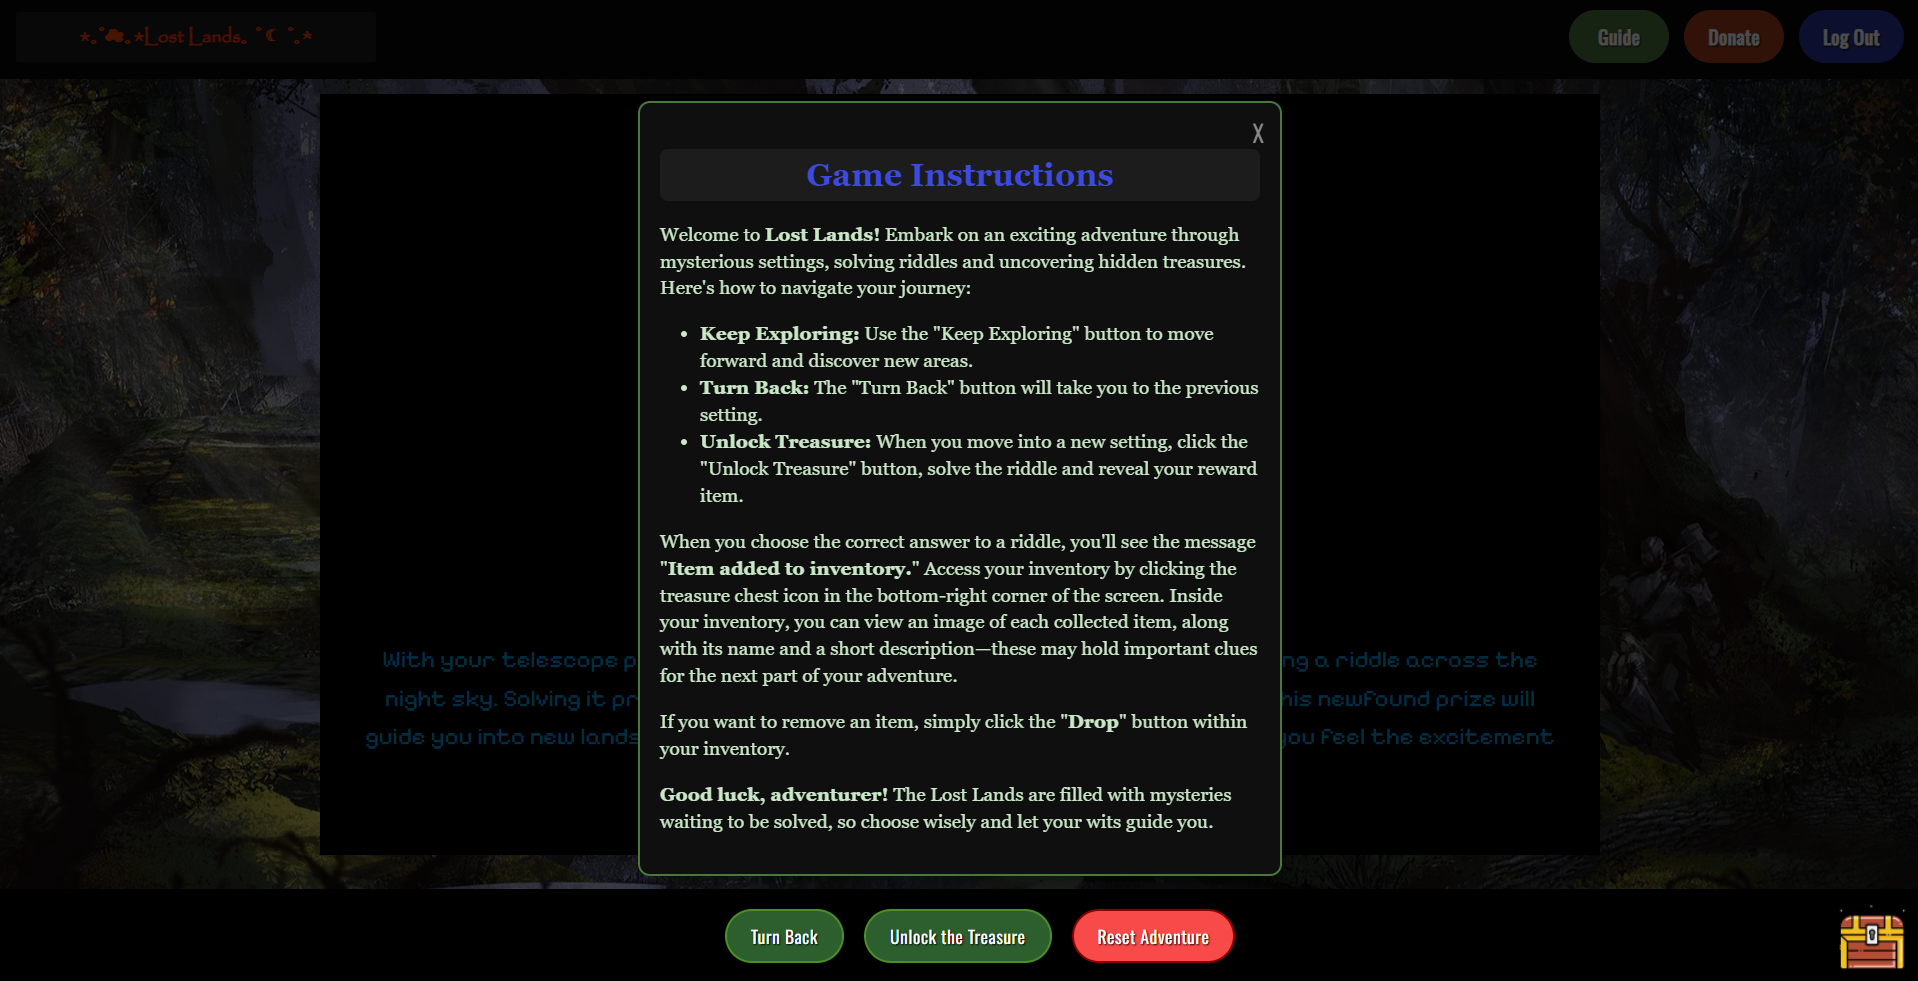 ⋆｡ﾟ☁︎｡⋆Lost Lands｡ ﾟ☾ ﾟ｡⋆
Guide
Donate
Log Out
X
Game Instructions
Welcome to Lost Lands! Embark on an exciting adventure through
mysterious settings, solving riddles and uncovering hidden treasures.
Here's how to navigate your journey:
• Keep Exploring: Use the "Keep Exploring" button to move
forward and discover new areas.
• Turn Back: The "Turn Back" button will take you to the previous
setting.
• Unlock Treasure: When you move into a new setting, click the
"Unlock Treasure" button, solve the riddle and reveal your reward
item.
When you choose the correct answer to a riddle, you'll see the message
"Item added to inventory." Access your inventory by clicking the
treasure chest icon in the bottom-right corner of the screen. Inside
your inventory, you can view an image of each collected item, along
with its name and a short description—these may hold important clues
for the next part of your adventure.
If you want to remove an item, simply click the "Drop" button within
your inventory.
Good luck, adventurer! The Lost Lands are filled with mysteries
waiting to be solved, so choose wisely and let your wits guide you.
With your telescope a riddle across the
night sky. Solving it newfound prize will
guide you into new lands you feel the excitement
Turn Back
Unlock the Treasure
Reset Adventure